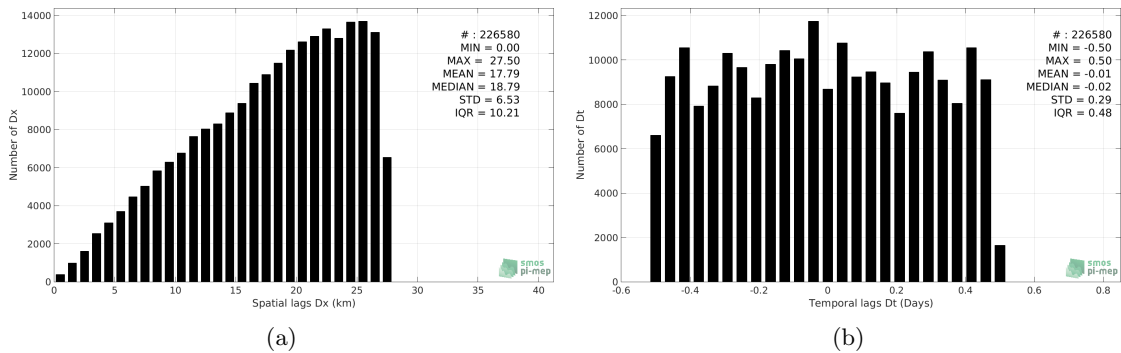 14000
12000
10000
8000
6000
4000
2000
0
Number of Dx
# : 226580
MIN = 0.00
MAX = 27.50
MEAN = 17.79
MEDIAN = 18.79
STD = 6.53
IQR = 10.21
smos
pi-mep
0 5 10 15 20 25 30 35 40
Spatial lags Dx (km)
(a)
12000
10000
8000
6000
4000
2000
0
Number of Dt
# : 226580
MIN = -0.50
MAX = 0.50
MEAN = -0.01
MEDIAN = -0.02
STD = 0.29
IQR = 0.48
smos
pi-mep
-0.6 -0.4 -0.2 0 0.2 0.4 0.6 0.8
Temporal lags Dt (Days)
(b)